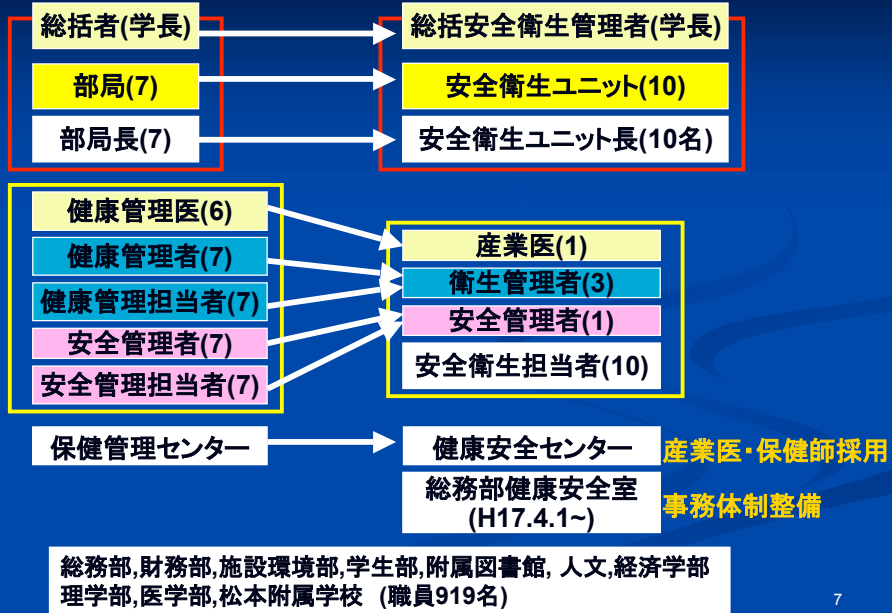 総括者(学長)
総括安全衛生管理者(学長)
部局(7)
安全衛生ユニット(10)
部局長(7)
安全衛生ユニット長(10名)
健康管理医(6)
健康管理者(7)
健康管理担当者(7)
安全管理者(7)
安全管理担当者(7)
産業医(1)
衛生管理者(3)
安全管理者(1)
安全衛生担当者(10)
保健管理センター
健康安全センター
産業医・保健師採用
総務部健康安全室
(H17.4.1~)
事務体制整備
総務部,財務部,施設環境部,学生部,附属図書館, 人文,経済学部
理学部,医学部,松本附属学校 (職員919名)
7